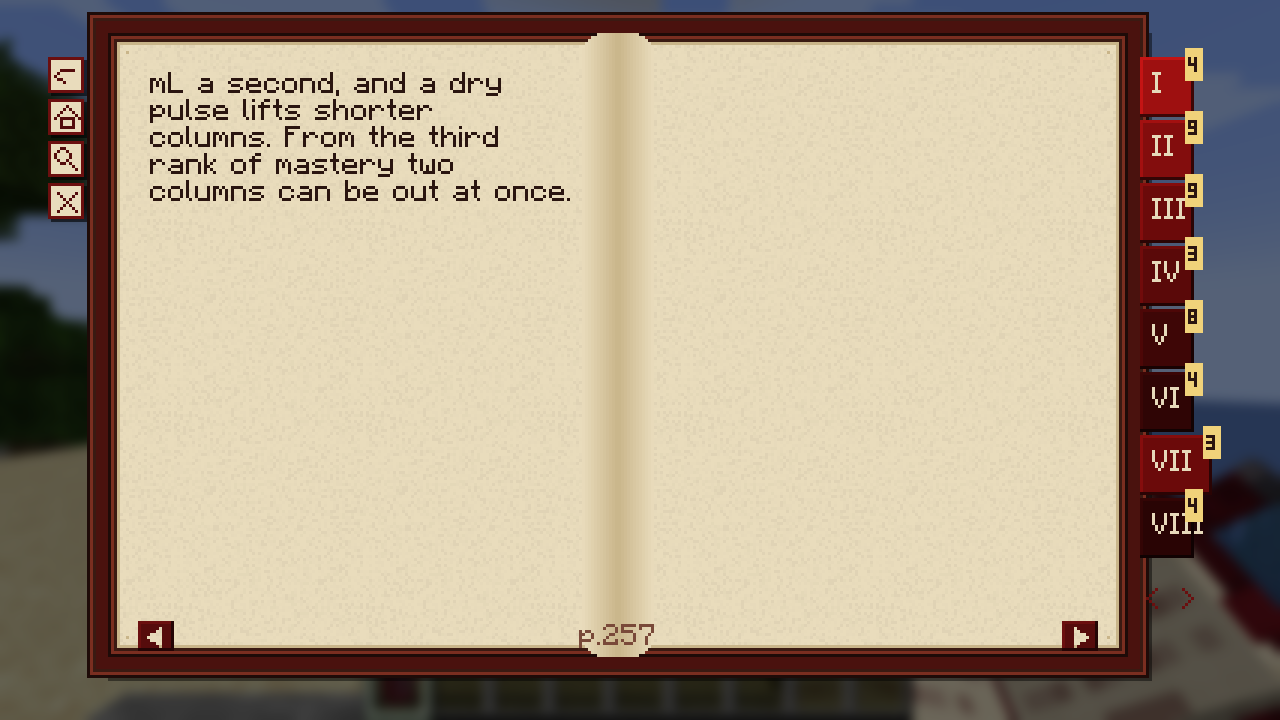 mL a second, and a dry
pulse lifts shorter
columns. From the third
rank of mastery two
columns can be out at once.
p.257
I
4
II
9
III
9
IV
3
V
8
VI
4
VII
3
VIII
4